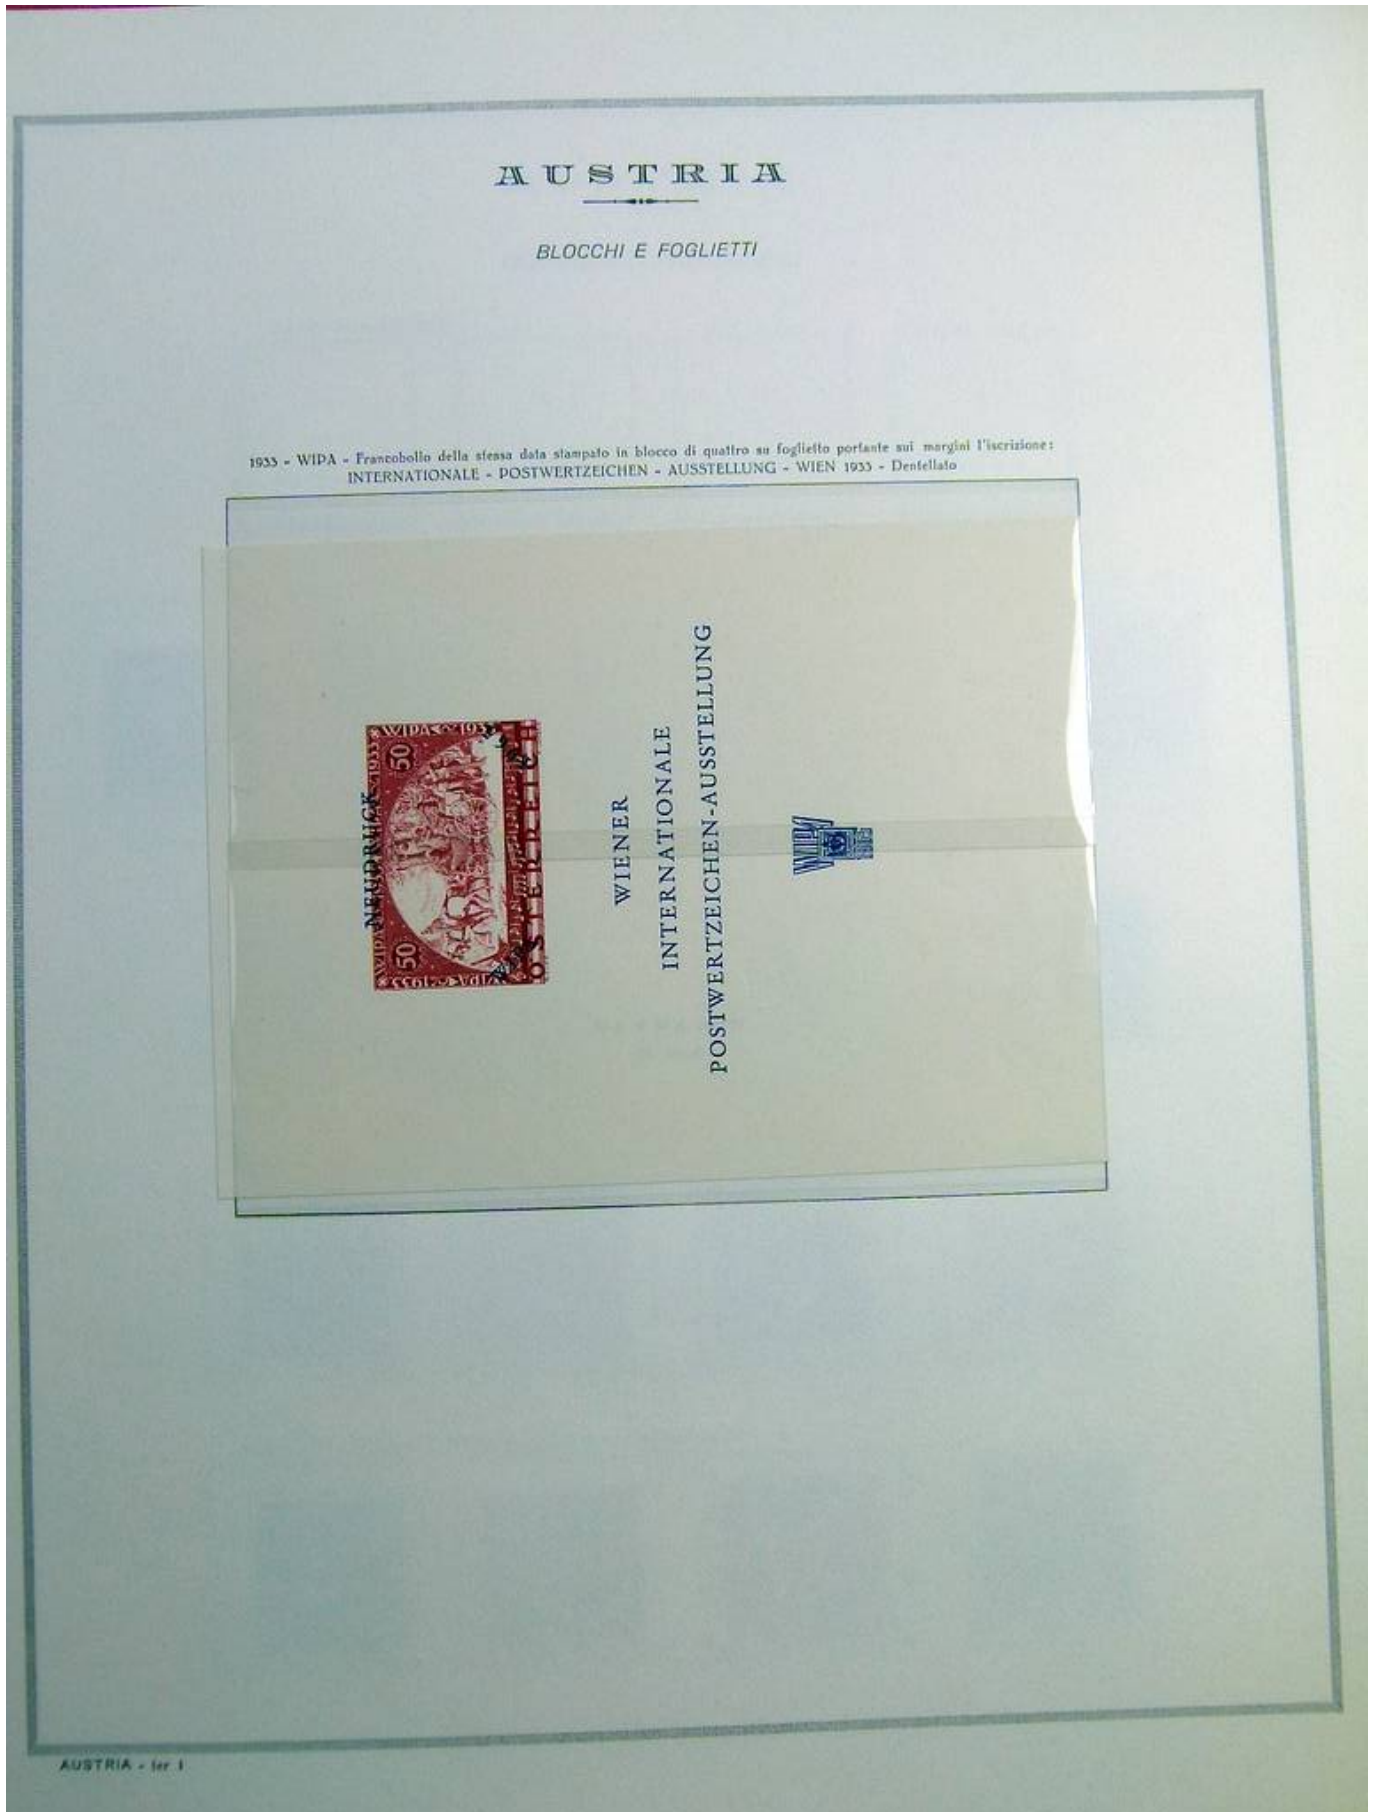 AUSTRIA
BLOCCHI E FOGLIETTI
1933 - WIPA - Francobollo della stessa data stampato in blocco di quattro su foglietto portante sui margini l'iscrizione:
INTERNATIONALE - POSTWERTZEICHEN - AUSSTELLUNG - WIEN 1933 - Dentellato
NEUDRUCK
WIPA 1933
50
50
WIPA 1933
WIPA 1933
ÖSTERREICH
WIENER
INTERNATIONALE
POSTWERTZEICHEN-AUSSTELLUNG
WIPA
AUSTRIA - ter 1